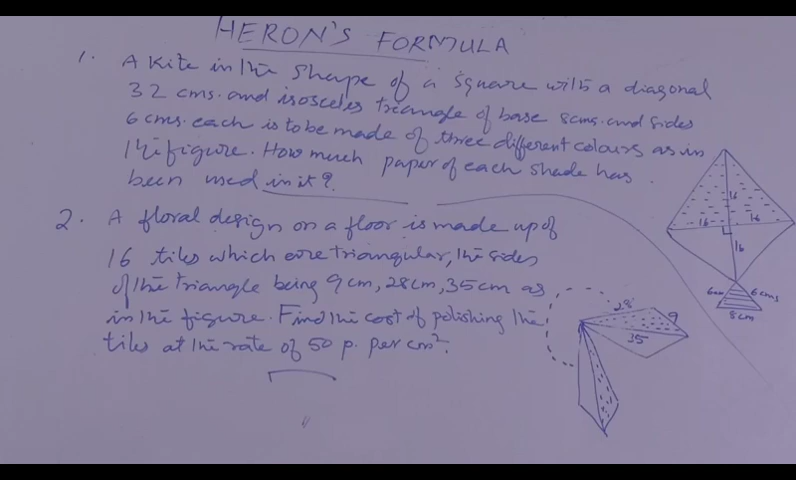 HERON'S FORMULA
1. A kite in the shape of a square with a diagonal
32 cms. and isosceles triangle of base 8cms. and sides
6 cms. each is to be made of three different colours as in
the figure. How much paper of each shade has
been used in it?
2. A floral design on a floor is made up of
16 tiles which are triangular, the sides
of the triangle being 9cm, 28cm, 35cm as
in the figure. Find the cost of polishing the
tiles at the rate of 50 p. per cm².
16
16
16
16
6cm
6 cms
8cm
28
9
35